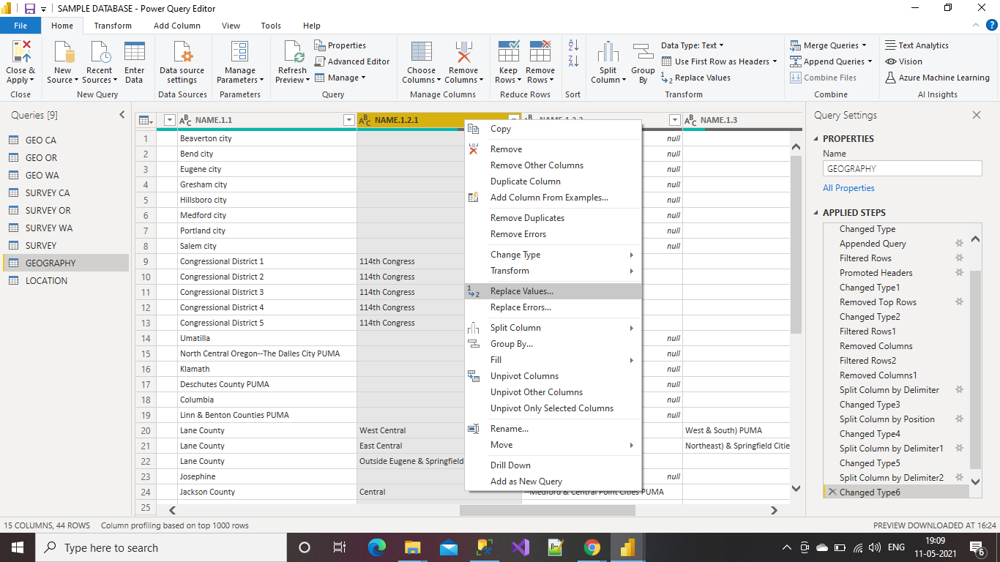 SAMPLE DATABASE - Power Query Editor
File Home Transform Add Column View Tools Help
Close & Apply
New Source
Recent Sources
Enter Data
Data source settings
Manage Parameters
Refresh Preview
Properties
Advanced Editor
Manage
Choose Columns
Remove Columns
Keep Rows
Remove Rows
Split Column
Group By
Data Type: Text
Use First Row as Headers
Replace Values
Merge Queries
Append Queries
Combine Files
Text Analytics
Vision
Azure Machine Learning
Close New Query Data Sources Parameters Query Manage Columns Reduce Rows Sort Transform Combine AI Insights
Queries [9]
GEO CA
GEO OR
GEO WA
SURVEY CA
SURVEY OR
SURVEY WA
SURVEY
GEOGRAPHY
LOCATION
NAME.1.1 NAME.1.2.1 NAME.1.3
1 Beaverton city null
2 Bend city null
3 Eugene city null
4 Gresham city null
5 Hillsboro city null
6 Medford city null
7 Portland city null
8 Salem city null
9 Congressional District 1 114th Congress
10 Congressional District 2 114th Congress
11 Congressional District 3 114th Congress
12 Congressional District 4 114th Congress
13 Congressional District 5 114th Congress
14 Umatilla null
15 North Central Oregon--The Dalles City PUMA null
16 Klamath null
17 Deschutes County PUMA null
18 Columbia null
19 Linn & Benton Counties PUMA null
20 Lane County West Central West & South) PUMA
21 Lane County East Central Northeast) & Springfield Citie
22 Lane County Outside Eugene & Springfield
23 Josephine null
24 Jackson County Central --Medford & Central Point Cities PUMA
25
Copy
Remove
Remove Other Columns
Duplicate Column
Add Column From Examples...
Remove Duplicates
Remove Errors
Change Type
Transform
Replace Values...
Replace Errors...
Split Column
Group By...
Fill
Unpivot Columns
Unpivot Other Columns
Unpivot Only Selected Columns
Rename...
Move
Drill Down
Add as New Query
Query Settings
PROPERTIES
Name
GEOGRAPHY
All Properties
APPLIED STEPS
Changed Type
Appended Query
Filtered Rows
Promoted Headers
Changed Type1
Removed Top Rows
Changed Type2
Filtered Rows1
Removed Columns
Filtered Rows2
Removed Columns1
Split Column by Delimiter
Changed Type3
Split Column by Position
Changed Type4
Split Column by Delimiter1
Changed Type5
Split Column by Delimiter2
Changed Type6
15 COLUMNS, 44 ROWS Column profiling based on top 1000 rows PREVIEW DOWNLOADED AT 16:24
Type here to search
ENG
19:09
11-05-2021
6